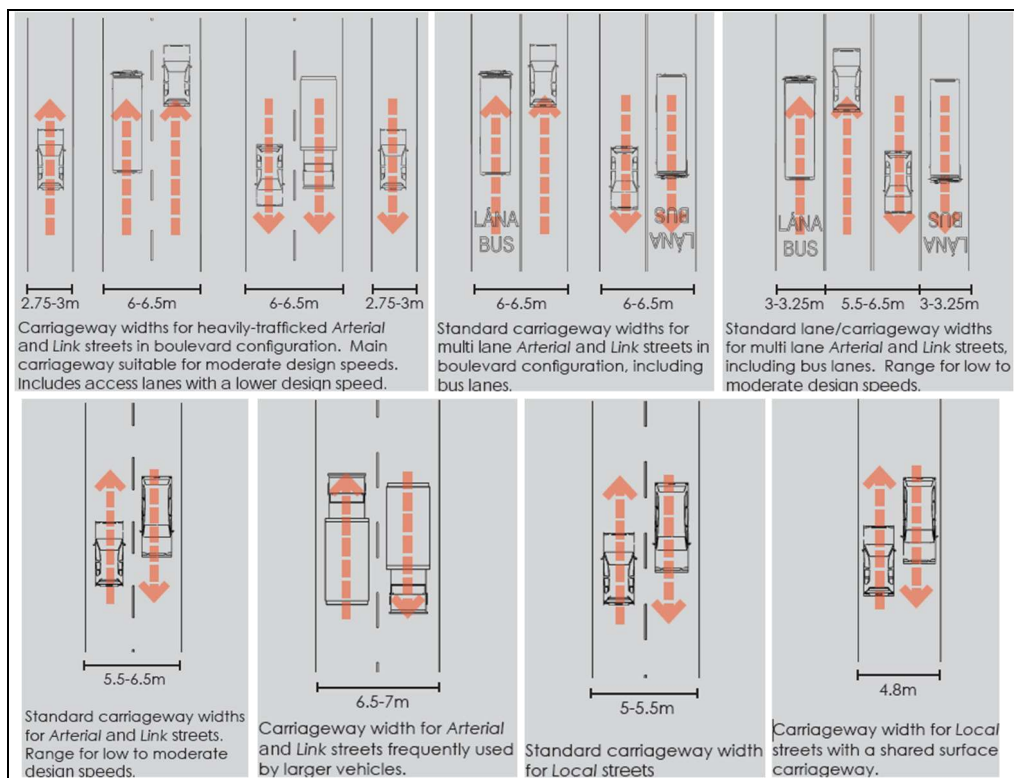 LÁNA
BUS
LÁNA
BUS
LÁNA
BUS
LÁNA
BUS
2.75-3m
6-6.5m
6-6.5m
2.75-3m
Carriageway widths for heavily-trafficked Arterial
and Link streets in boulevard configuration. Main
carriageway suitable for moderate design speeds.
Includes access lanes with a lower design speed.
6-6.5m
6-6.5m
Standard carriageway widths for
multi lane Arterial and Link streets in
boulevard configuration, including
bus lanes.
3-3.25m
5.5-6.5m
3-3.25m
Standard lane/carriageway widths
for multi lane Arterial and Link streets,
including bus lanes. Range for low to
moderate design speeds.
5.5-6.5m
Standard carriageway widths
for Arterial and Link streets.
Range for low to moderate
design speeds.
6.5-7m
Carriageway width for Arterial
and Link streets frequently used
by larger vehicles.
5-5.5m
Standard carriageway width
for Local streets
4.8m
Carriageway width for Local
streets with a shared surface
carriageway.